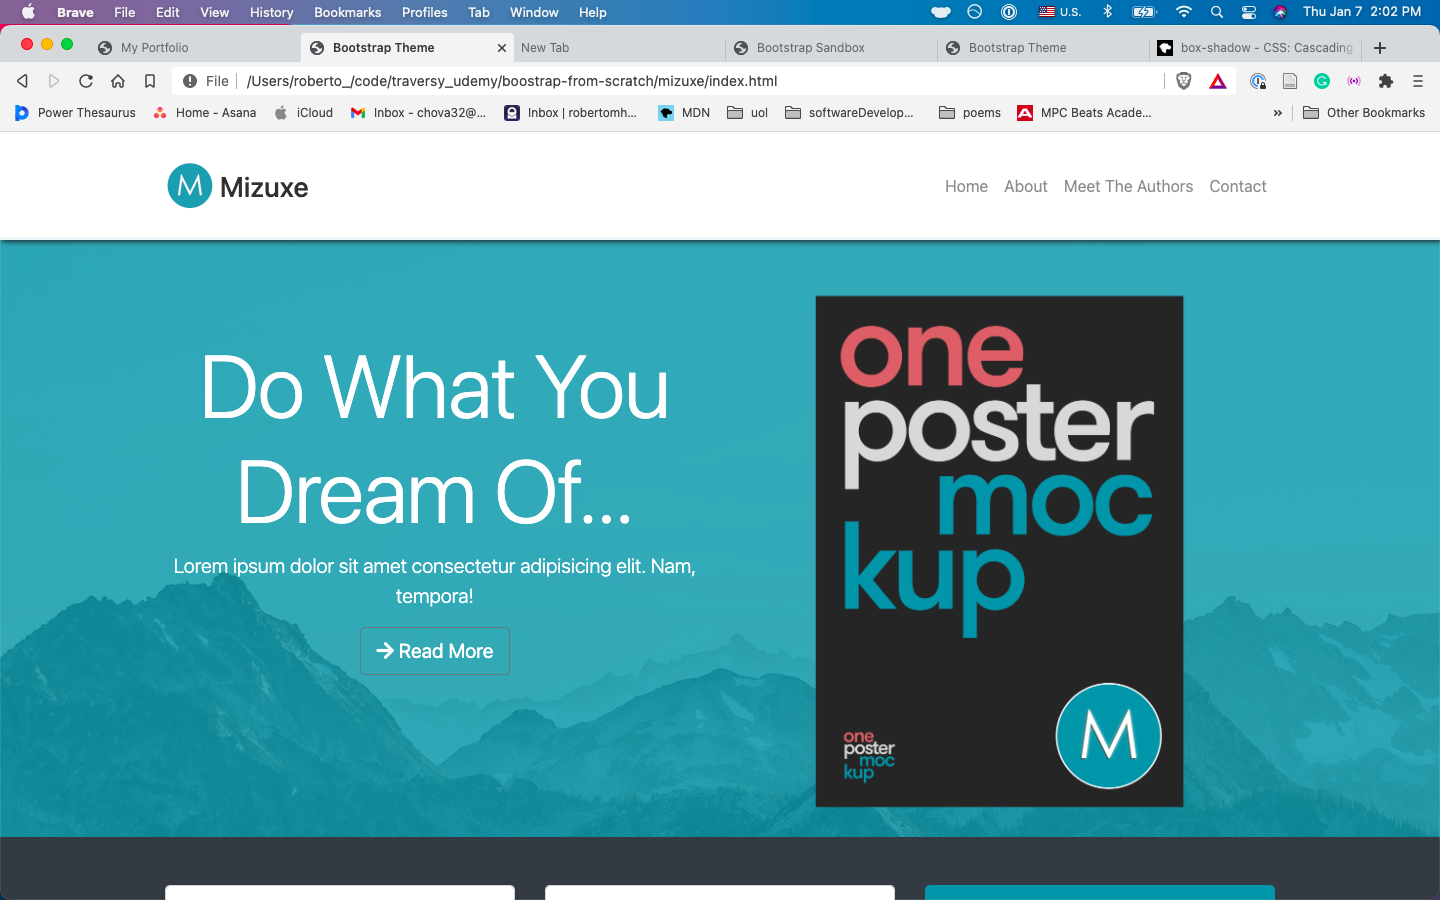 Brave File Edit View History Bookmarks Profiles Tab Window Help U.S. Thu Jan 7 2:02 PM
My Portfolio Bootstrap Theme New Tab Bootstrap Sandbox Bootstrap Theme box-shadow - CSS: Cascading
File /Users/roberto_/code/traversy_udemy/boostrap-from-scratch/mizuxe/index.html
Power Thesaurus Home - Asana iCloud Inbox - chova32@... Inbox | robertomh... MDN uol softwareDevelop... poems MPC Beats Acade... » Other Bookmarks
M Mizuxe Home About Meet The Authors Contact
Do What You
Dream Of...
Lorem ipsum dolor sit amet consectetur adipisicing elit. Nam,
tempora!
Read More
one
poster
moc
kup
M
one
poster
moc
kup